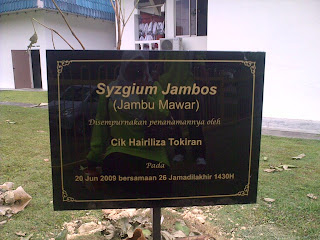 Syzgium Jambos
(Jambu Mawar)
Disempurnakan penanamannya oleh
Cik Hairiliza Tokiran
Pada
20 Jun 2009 bersamaan 26 Jamadilakhir 1430H